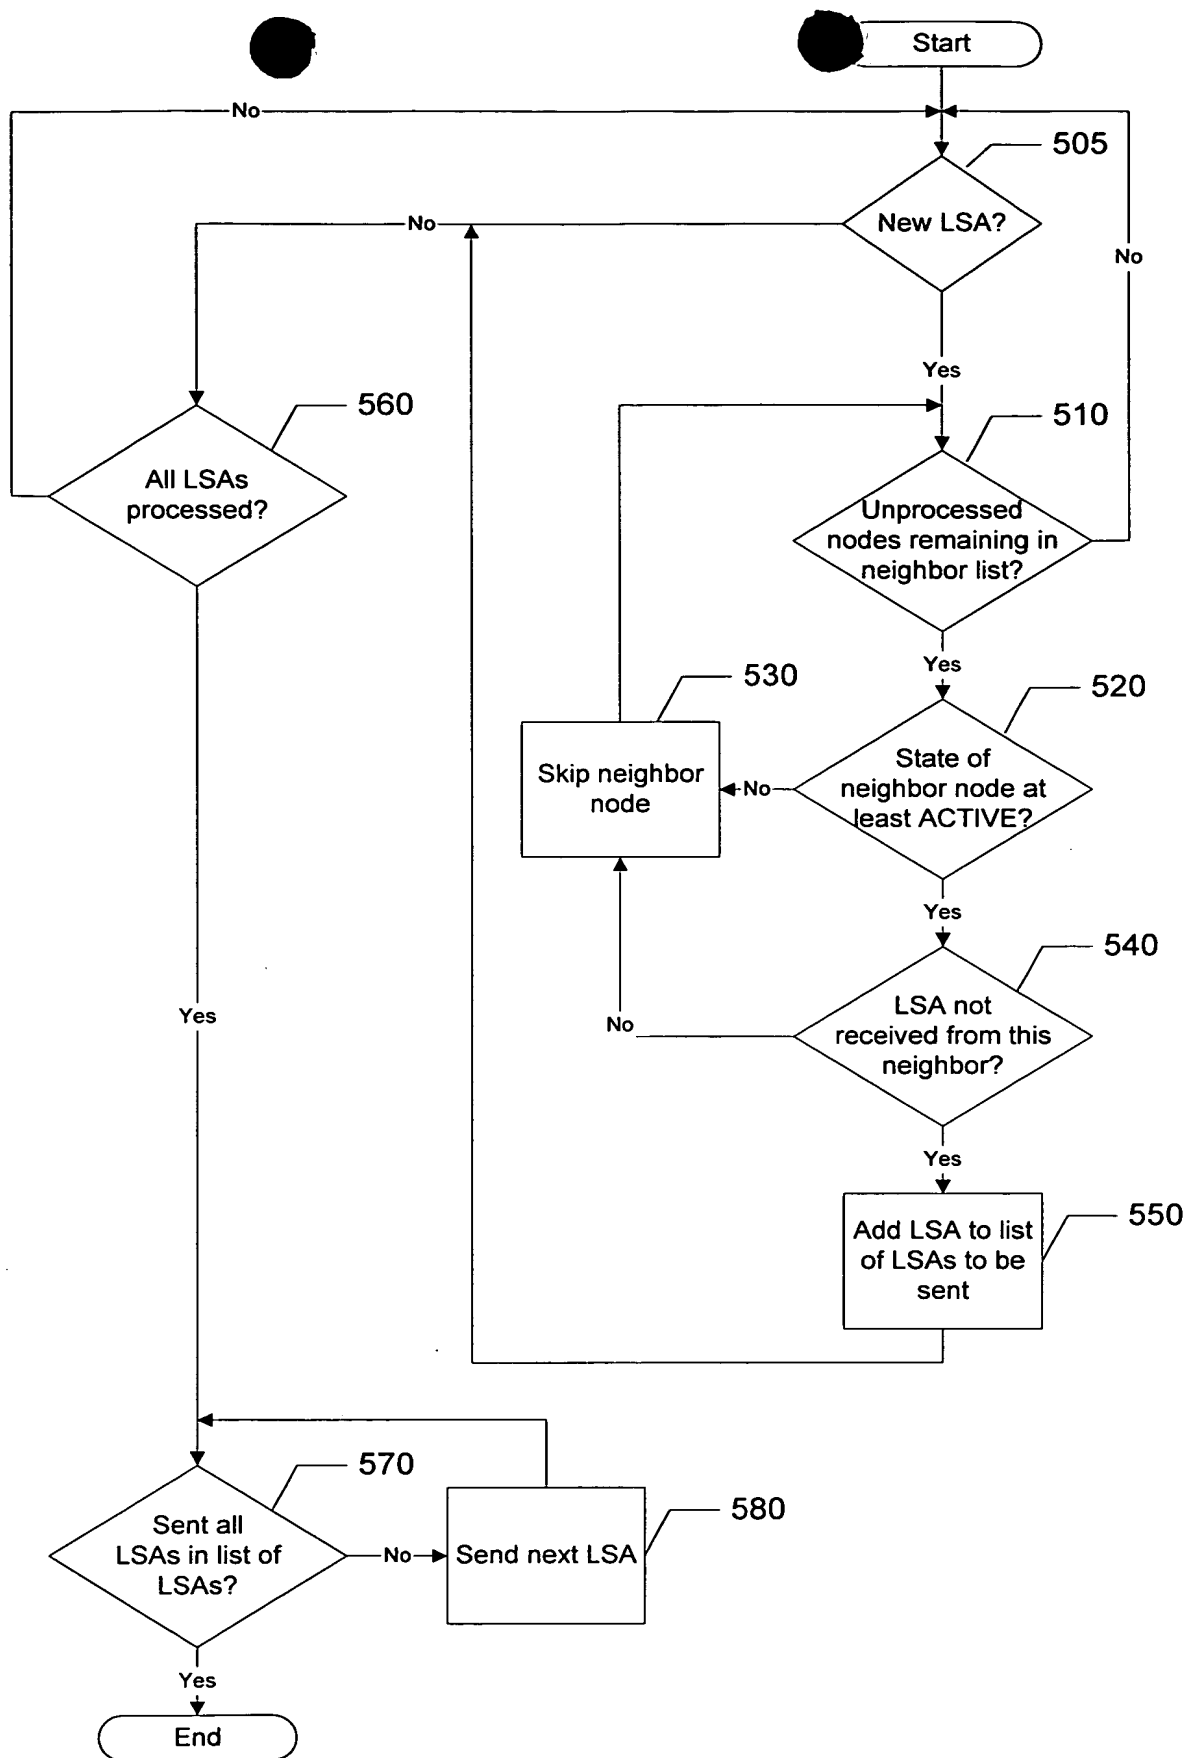 Start
No
505
New LSA?
No
No
Yes
560
510
All LSAs
processed?
Unprocessed
nodes remaining in
neighbor list?
Yes
530
520
Skip neighbor
node
No
State of
neighbor node at
least ACTIVE?
Yes
540
Yes
No
LSA not
received from this
neighbor?
Yes
550
Add LSA to list
of LSAs to be
sent
570
580
Sent all
LSAs in list of
LSAs?
No
Send next LSA
Yes
End